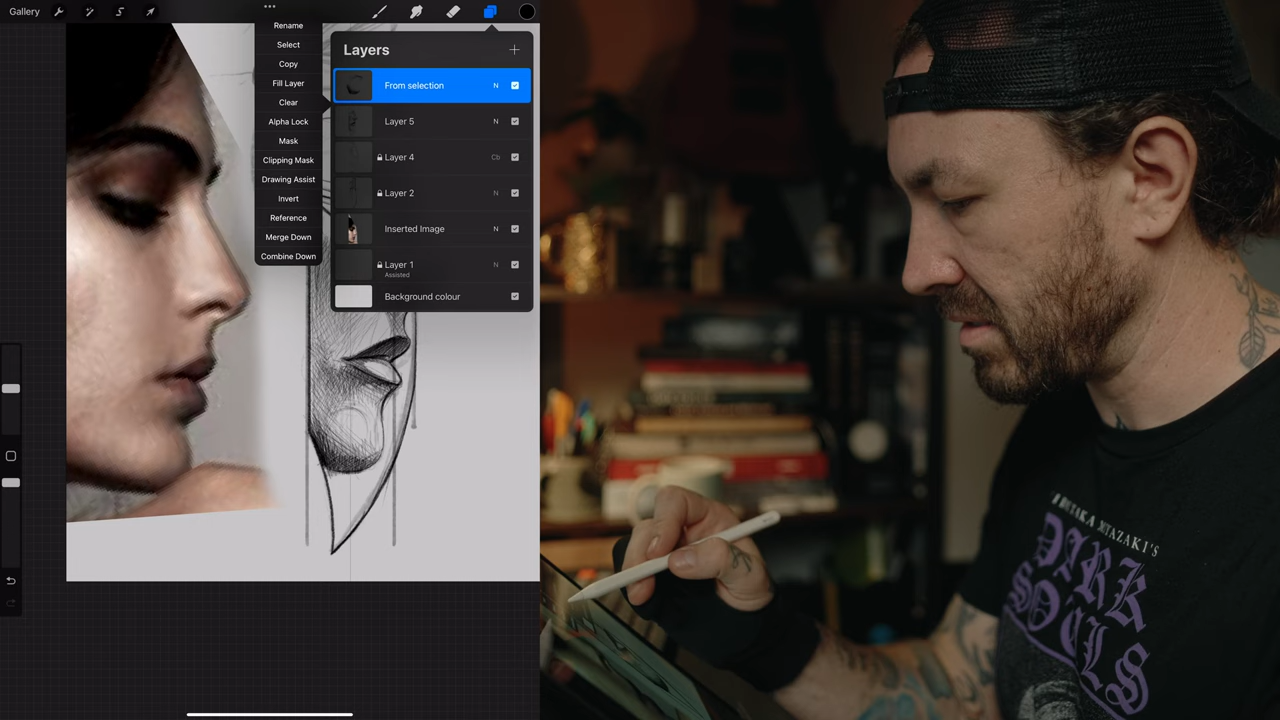 Gallery
Rename
Select
Copy
Fill Layer
Clear
Alpha Lock
Mask
Clipping Mask
Drawing Assist
Invert
Reference
Merge Down
Combine Down
Layers
From selection N
Layer 5 N
Layer 4 Cb
Layer 2 N
Inserted Image N
Layer 1 N
Assisted
Background colour
MIYAZAKI'S
DARK
SOULS